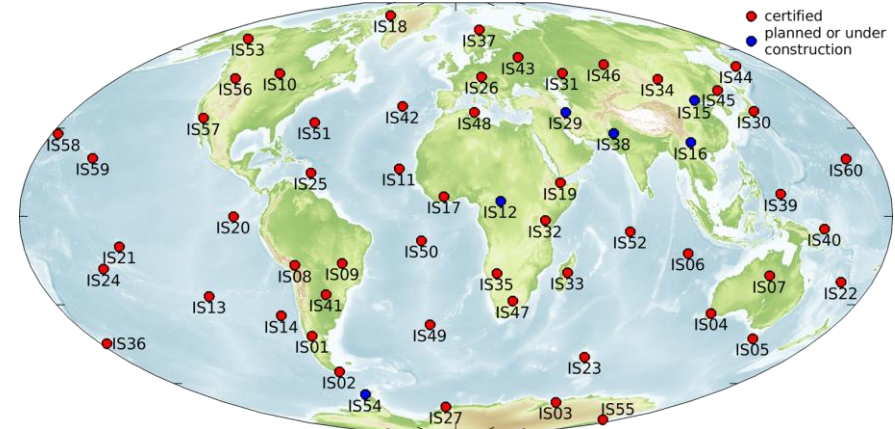 certified
planned or under
construction
IS18
IS37
IS53
IS43
IS44
IS56
IS10
IS26
IS31
IS46
IS34
IS45
IS15
IS42
IS57
IS51
IS48
IS29
IS30
IS58
IS38
IS16
IS59
IS60
IS25
IS11
IS17
IS12
IS19
IS39
IS20
IS32
IS40
IS21
IS50
IS52
IS06
IS24
IS08
IS09
IS35
IS33
IS07
IS22
IS13
IS41
IS47
IS14
IS49
IS04
IS36
IS01
IS05
IS23
IS02
IS54
IS27
IS03
IS55